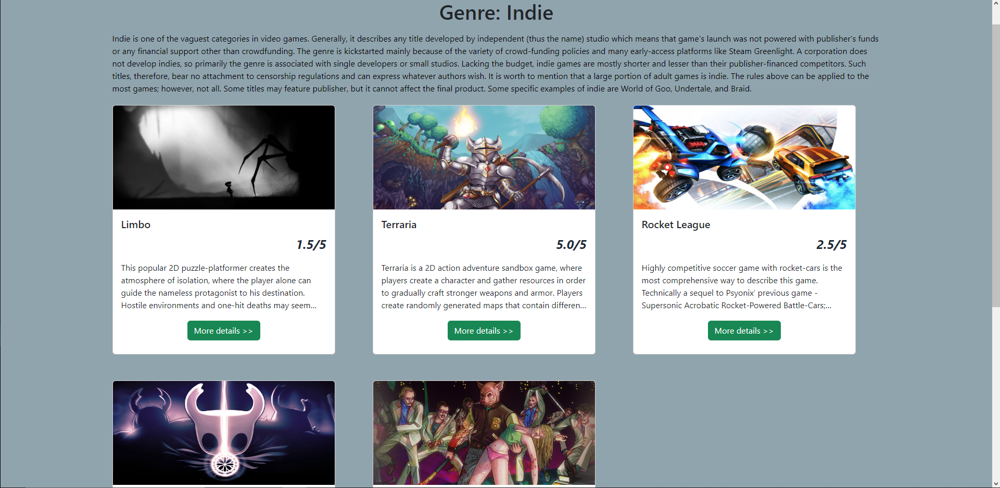 Genre: Indie
Indie is one of the vaguest categories in video games. Generally, it describes any title developed by independent (thus the name) studio which means that game's launch was not powered with publisher's funds
or any financial support other than crowdfunding. The genre is kickstarted mainly because of the variety of crowd-funding policies and many early-access platforms like Steam Greenlight. A corporation does
not develop indies, so primarily the genre is associated with single developers or small studios. Lacking the budget, indie games are mostly shorter and lesser than their publisher-financed competitors. Such
titles, therefore, bear no attachment to censorship regulations and can express whatever authors wish. It is worth to mention that a large portion of adult games is indie. The rules above can be applied to the
most games; however, not all. Some titles may feature publisher, but it cannot affect the final product. Some specific examples of indie are World of Goo, Undertale, and Braid.
Limbo
1.5/5
This popular 2D puzzle-platformer creates the
atmosphere of isolation, where the player alone can
guide the nameless protagonist to his destination.
Hostile environments and one-hit deaths may seem...
More details >>
Terraria
5.0/5
Terraria is a 2D action adventure sandbox game, where
players create a character and gather resources in order
to gradually craft stronger weapons and armor. Players
create randomly generated maps that contain differen...
More details >>
Rocket League
2.5/5
Highly competitive soccer game with rocket-cars is the
most comprehensive way to describe this game.
Technically a sequel to Psyonix’ previous game -
Supersonic Acrobatic Rocket-Powered Battle-Cars;...
More details >>
B